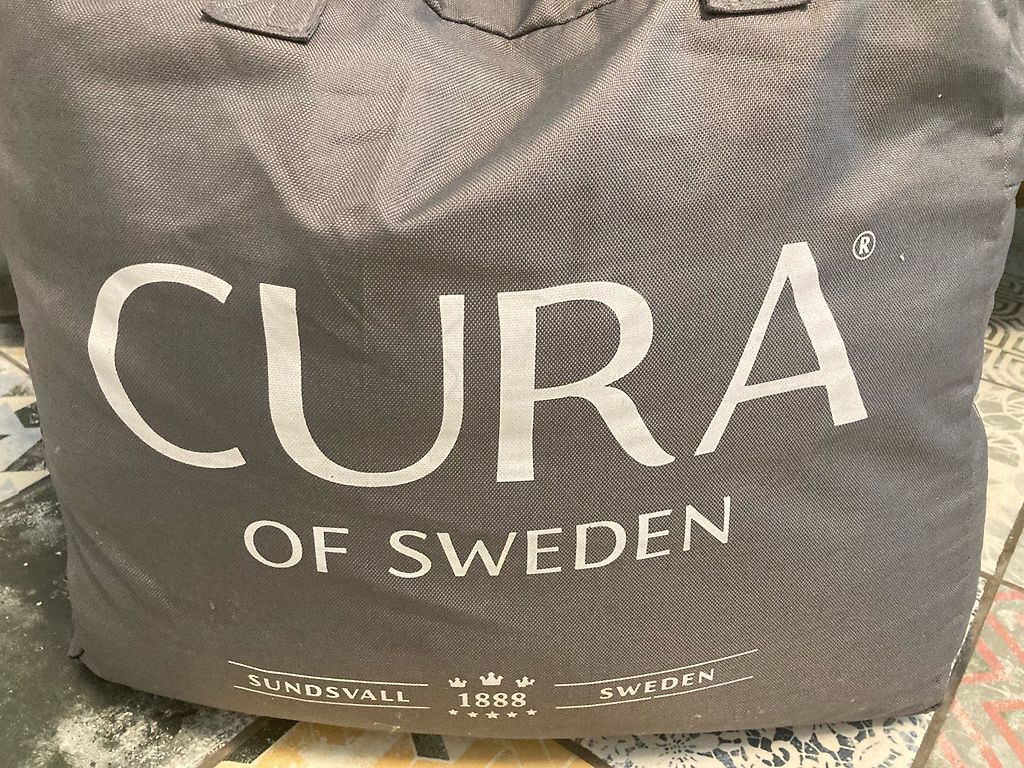 CURA®
OF SWEDEN
SUNDSVALL 1888 SWEDEN